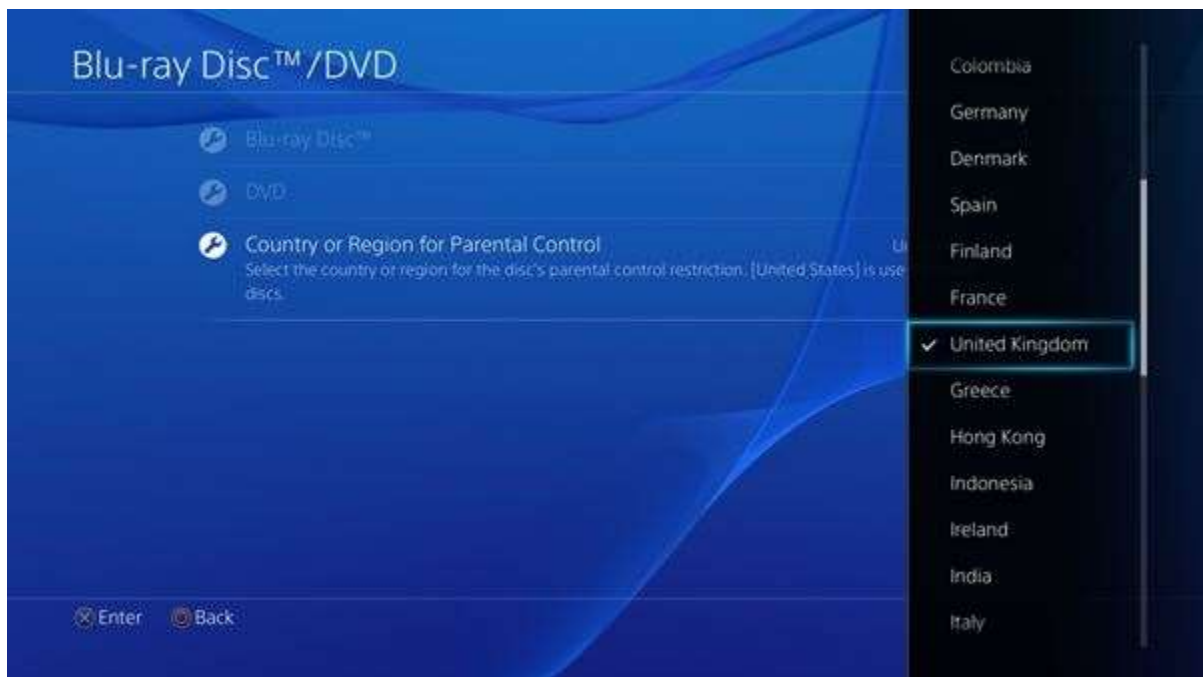 Blu-ray Disc™/DVD
Blu-ray Disc™
DVD
Country or Region for Parental Control
Select the country or region for the disc's parental control restriction. [United States] is use
discs.
Colombia
Germany
Denmark
Spain
Finland
France
United Kingdom
Greece
Hong Kong
Indonesia
Ireland
India
Italy
Enter
Back